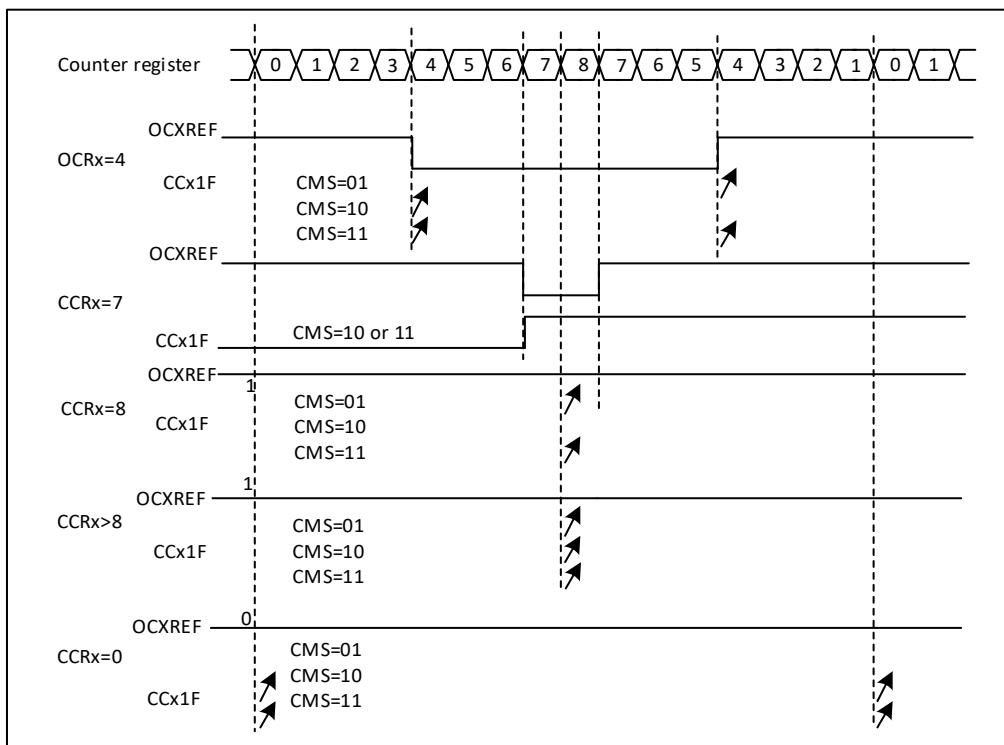 Counter register 0 1 2 3 4 5 6 7 8 7 6 5 4 3 2 1 0 1
OCXREF
OCRx=4
CCx1F CMS=01
CMS=10
CMS=11
OCXREF
CCRx=7
CCx1F CMS=10 or 11
OCXREF 1
CCRx=8 CMS=01
CCx1F CMS=10
CMS=11
OCXREF 1
CCRx>8 CMS=01
CCx1F CMS=10
CMS=11
OCXREF 0
CCRx=0 CMS=01
CMS=10
CCx1F CMS=11